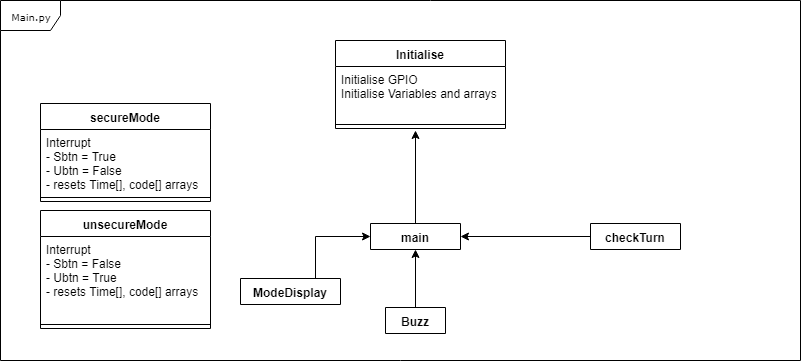 Main.py
Initialise
Initialise GPIO
Initialise Variables and arrays
secureMode
Interrupt
- Sbtn = True
- Ubtn = False
- resets Time[], code[] arrays
unsecureMode
Interrupt
- Sbtn = False
- Ubtn = True
- resets Time[], code[] arrays
main
checkTurn
ModeDisplay
Buzz